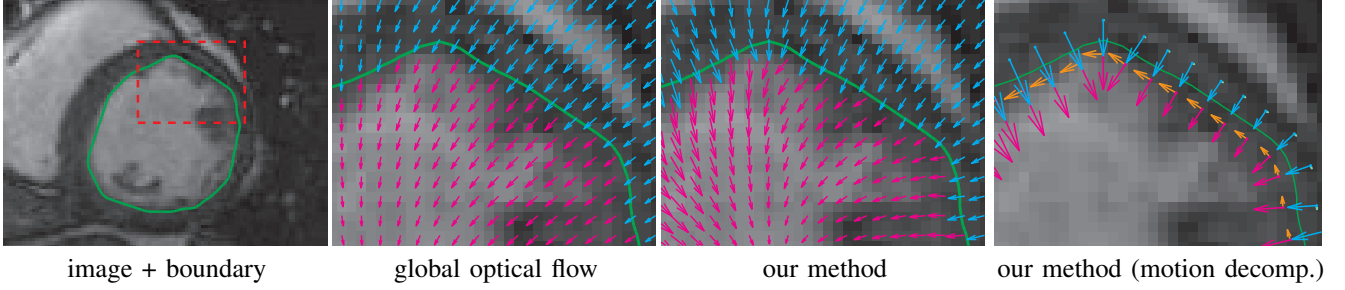 image + boundary
global optical flow
our method
our method (motion decomp.)